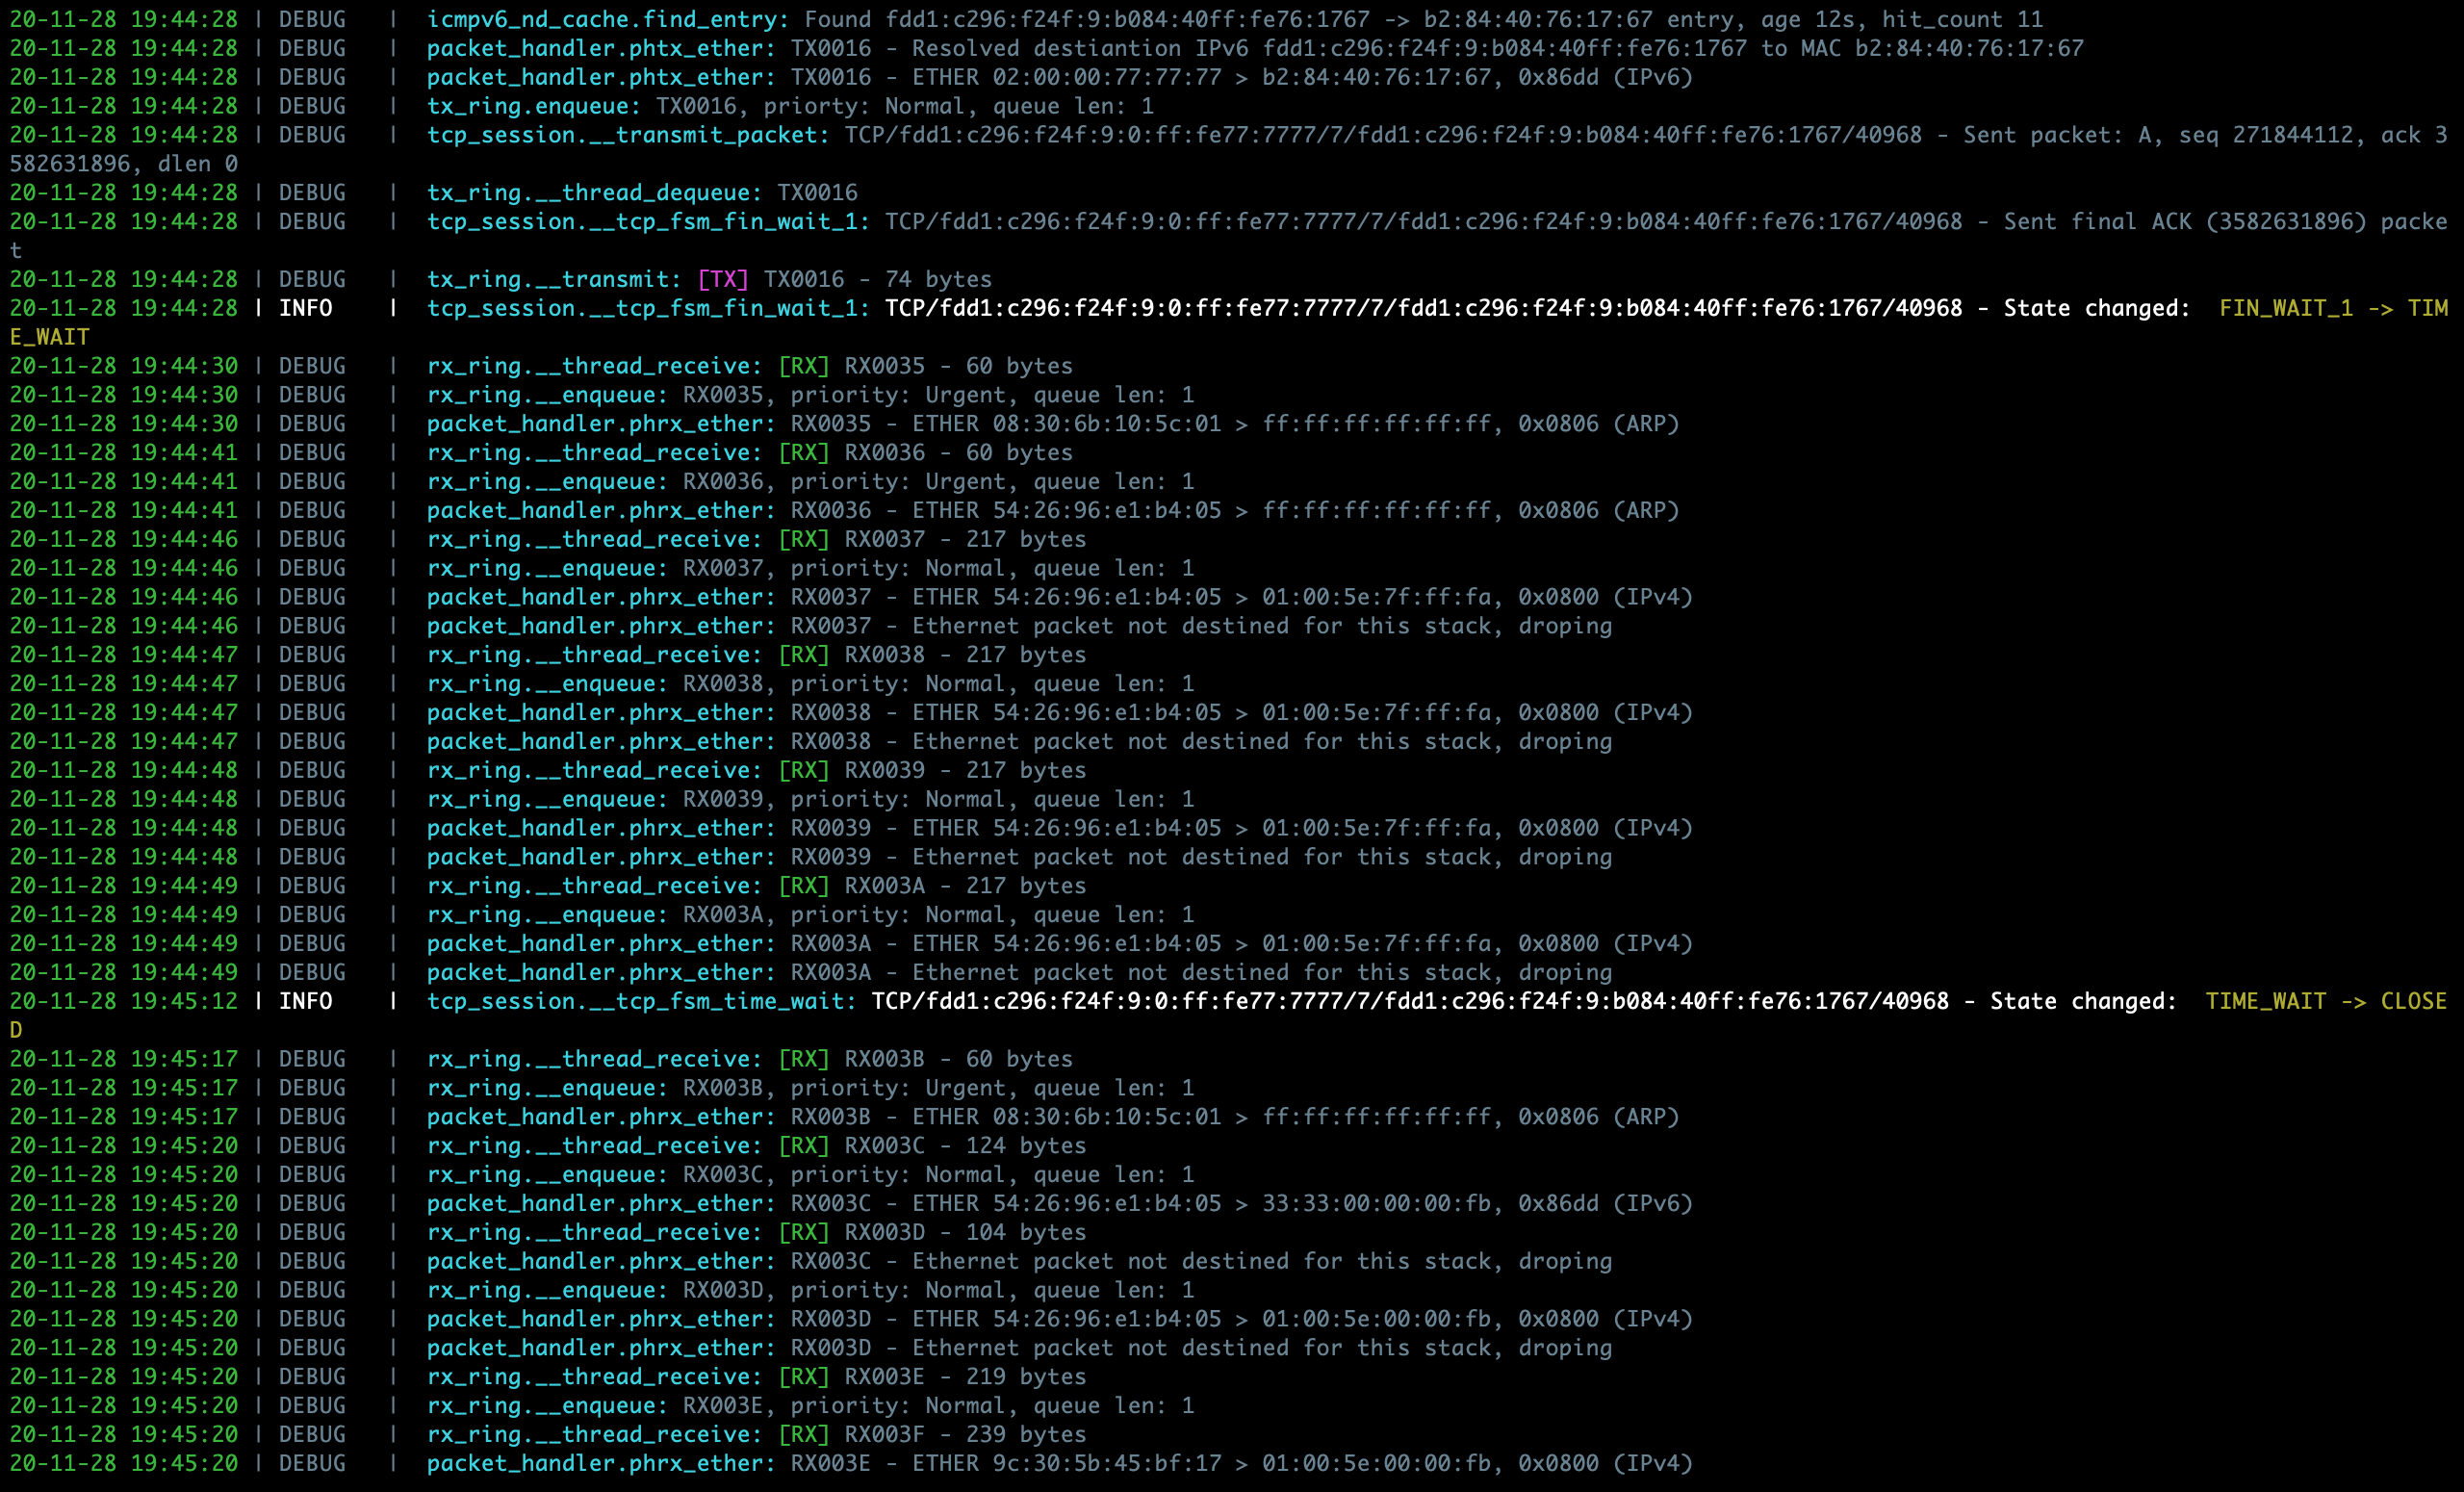 20-11-28 19:44:28 | DEBUG   |  icmpv6_nd_cache.find_entry: Found fdd1:c296:f24f:9:b084:40ff:fe76:1767 -> b2:84:40:76:17:67 entry, age 12s, hit_count 11
20-11-28 19:44:28 | DEBUG   |  packet_handler.phtx_ether: TX0016 - Resolved destiantion IPv6 fdd1:c296:f24f:9:b084:40ff:fe76:1767 to MAC b2:84:40:76:17:67
20-11-28 19:44:28 | DEBUG   |  packet_handler.phtx_ether: TX0016 - ETHER 02:00:00:77:77:77 > b2:84:40:76:17:67, 0x86dd (IPv6)
20-11-28 19:44:28 | DEBUG   |  tx_ring.enqueue: TX0016, priorty: Normal, queue len: 1
20-11-28 19:44:28 | DEBUG   |  tcp_session.__transmit_packet: TCP/fdd1:c296:f24f:9:0:ff:fe77:7777/7/fdd1:c296:f24f:9:b084:40ff:fe76:1767/40968 - Sent packet: A, seq 271844112, ack 3
582631896, dlen 0
20-11-28 19:44:28 | DEBUG   |  tx_ring.__thread_dequeue: TX0016
20-11-28 19:44:28 | DEBUG   |  tcp_session.__tcp_fsm_fin_wait_1: TCP/fdd1:c296:f24f:9:0:ff:fe77:7777/7/fdd1:c296:f24f:9:b084:40ff:fe76:1767/40968 - Sent final ACK (3582631896) packe
t
20-11-28 19:44:28 | DEBUG   |  tx_ring.__transmit: [TX] TX0016 - 74 bytes
20-11-28 19:44:28 | INFO    |  tcp_session.__tcp_fsm_fin_wait_1: TCP/fdd1:c296:f24f:9:0:ff:fe77:7777/7/fdd1:c296:f24f:9:b084:40ff:fe76:1767/40968 - State changed:  FIN_WAIT_1 -> TIM
E_WAIT
20-11-28 19:44:30 | DEBUG   |  rx_ring.__thread_receive: [RX] RX0035 - 60 bytes
20-11-28 19:44:30 | DEBUG   |  rx_ring.__enqueue: RX0035, priority: Urgent, queue len: 1
20-11-28 19:44:30 | DEBUG   |  packet_handler.phrx_ether: RX0035 - ETHER 08:30:6b:10:5c:01 > ff:ff:ff:ff:ff:ff, 0x0806 (ARP)
20-11-28 19:44:41 | DEBUG   |  rx_ring.__thread_receive: [RX] RX0036 - 60 bytes
20-11-28 19:44:41 | DEBUG   |  rx_ring.__enqueue: RX0036, priority: Urgent, queue len: 1
20-11-28 19:44:41 | DEBUG   |  packet_handler.phrx_ether: RX0036 - ETHER 54:26:96:e1:b4:05 > ff:ff:ff:ff:ff:ff, 0x0806 (ARP)
20-11-28 19:44:46 | DEBUG   |  rx_ring.__thread_receive: [RX] RX0037 - 217 bytes
20-11-28 19:44:46 | DEBUG   |  rx_ring.__enqueue: RX0037, priority: Normal, queue len: 1
20-11-28 19:44:46 | DEBUG   |  packet_handler.phrx_ether: RX0037 - ETHER 54:26:96:e1:b4:05 > 01:00:5e:7f:ff:fa, 0x0800 (IPv4)
20-11-28 19:44:46 | DEBUG   |  packet_handler.phrx_ether: RX0037 - Ethernet packet not destined for this stack, droping
20-11-28 19:44:47 | DEBUG   |  rx_ring.__thread_receive: [RX] RX0038 - 217 bytes
20-11-28 19:44:47 | DEBUG   |  rx_ring.__enqueue: RX0038, priority: Normal, queue len: 1
20-11-28 19:44:47 | DEBUG   |  packet_handler.phrx_ether: RX0038 - ETHER 54:26:96:e1:b4:05 > 01:00:5e:7f:ff:fa, 0x0800 (IPv4)
20-11-28 19:44:47 | DEBUG   |  packet_handler.phrx_ether: RX0038 - Ethernet packet not destined for this stack, droping
20-11-28 19:44:48 | DEBUG   |  rx_ring.__thread_receive: [RX] RX0039 - 217 bytes
20-11-28 19:44:48 | DEBUG   |  rx_ring.__enqueue: RX0039, priority: Normal, queue len: 1
20-11-28 19:44:48 | DEBUG   |  packet_handler.phrx_ether: RX0039 - ETHER 54:26:96:e1:b4:05 > 01:00:5e:7f:ff:fa, 0x0800 (IPv4)
20-11-28 19:44:48 | DEBUG   |  packet_handler.phrx_ether: RX0039 - Ethernet packet not destined for this stack, droping
20-11-28 19:44:49 | DEBUG   |  rx_ring.__thread_receive: [RX] RX003A - 217 bytes
20-11-28 19:44:49 | DEBUG   |  rx_ring.__enqueue: RX003A, priority: Normal, queue len: 1
20-11-28 19:44:49 | DEBUG   |  packet_handler.phrx_ether: RX003A - ETHER 54:26:96:e1:b4:05 > 01:00:5e:7f:ff:fa, 0x0800 (IPv4)
20-11-28 19:44:49 | DEBUG   |  packet_handler.phrx_ether: RX003A - Ethernet packet not destined for this stack, droping
20-11-28 19:45:12 | INFO    |  tcp_session.__tcp_fsm_time_wait: TCP/fdd1:c296:f24f:9:0:ff:fe77:7777/7/fdd1:c296:f24f:9:b084:40ff:fe76:1767/40968 - State changed:  TIME_WAIT -> CLOSE
D
20-11-28 19:45:17 | DEBUG   |  rx_ring.__thread_receive: [RX] RX003B - 60 bytes
20-11-28 19:45:17 | DEBUG   |  rx_ring.__enqueue: RX003B, priority: Urgent, queue len: 1
20-11-28 19:45:17 | DEBUG   |  packet_handler.phrx_ether: RX003B - ETHER 08:30:6b:10:5c:01 > ff:ff:ff:ff:ff:ff, 0x0806 (ARP)
20-11-28 19:45:20 | DEBUG   |  rx_ring.__thread_receive: [RX] RX003C - 124 bytes
20-11-28 19:45:20 | DEBUG   |  rx_ring.__enqueue: RX003C, priority: Normal, queue len: 1
20-11-28 19:45:20 | DEBUG   |  packet_handler.phrx_ether: RX003C - ETHER 54:26:96:e1:b4:05 > 33:33:00:00:00:fb, 0x86dd (IPv6)
20-11-28 19:45:20 | DEBUG   |  rx_ring.__thread_receive: [RX] RX003D - 104 bytes
20-11-28 19:45:20 | DEBUG   |  packet_handler.phrx_ether: RX003C - Ethernet packet not destined for this stack, droping
20-11-28 19:45:20 | DEBUG   |  rx_ring.__enqueue: RX003D, priority: Normal, queue len: 1
20-11-28 19:45:20 | DEBUG   |  packet_handler.phrx_ether: RX003D - ETHER 54:26:96:e1:b4:05 > 01:00:5e:00:00:fb, 0x0800 (IPv4)
20-11-28 19:45:20 | DEBUG   |  packet_handler.phrx_ether: RX003D - Ethernet packet not destined for this stack, droping
20-11-28 19:45:20 | DEBUG   |  rx_ring.__thread_receive: [RX] RX003E - 219 bytes
20-11-28 19:45:20 | DEBUG   |  rx_ring.__enqueue: RX003E, priority: Normal, queue len: 1
20-11-28 19:45:20 | DEBUG   |  rx_ring.__thread_receive: [RX] RX003F - 239 bytes
20-11-28 19:45:20 | DEBUG   |  packet_handler.phrx_ether: RX003E - ETHER 9c:30:5b:45:bf:17 > 01:00:5e:00:00:fb, 0x0800 (IPv4)